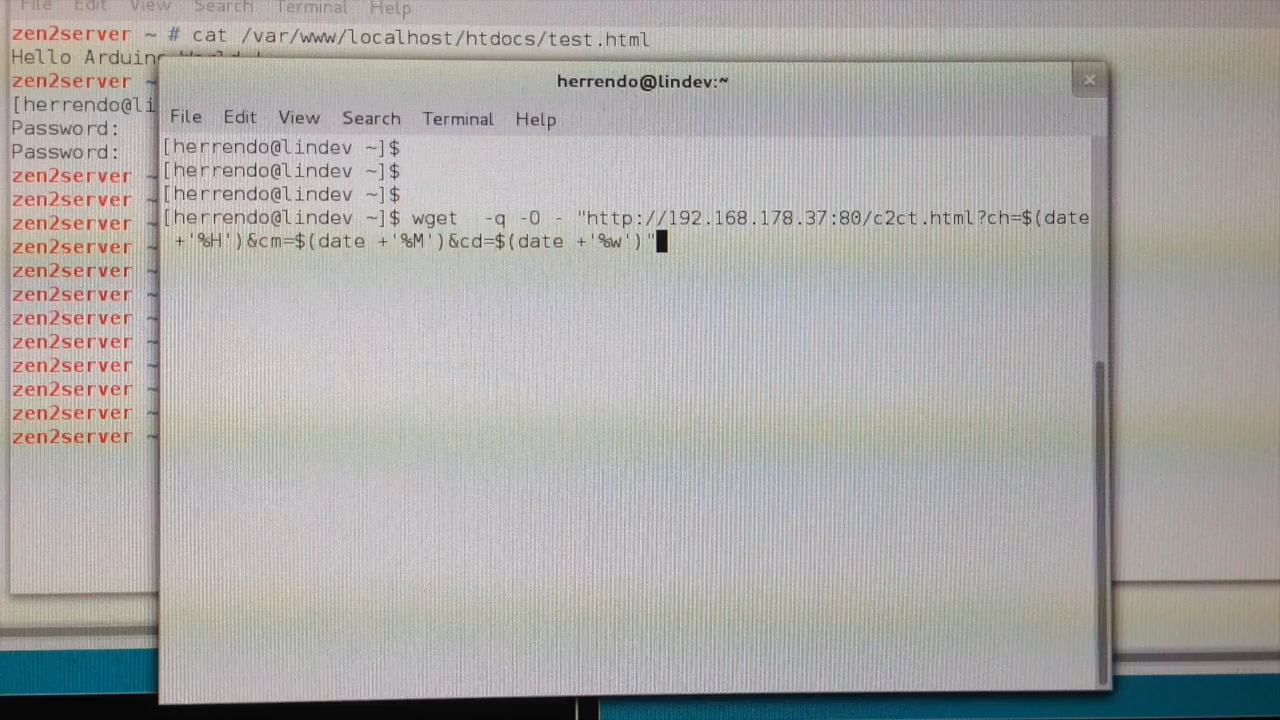 File Edit View Search Terminal Help
zen2server ~ # cat /var/www/localhost/htdocs/test.html
Hello Arduino World !
zen2server ~
[herrendo@li
Password:
Password:
zen2server ~
zen2server ~
zen2server ~
zen2server ~
zen2server ~
zen2server ~
zen2server ~
zen2server ~
zen2server ~
zen2server ~
zen2server ~
zen2server ~
herrendo@lindev:~
File Edit View Search Terminal Help
[herrendo@lindev ~]$
[herrendo@lindev ~]$
[herrendo@lindev ~]$
[herrendo@lindev ~]$ wget  -q -O - "http://192.168.178.37:80/c2ct.html?ch=$(date
+'%H')&cm=$(date +'%M')&cd=$(date +'%w')"